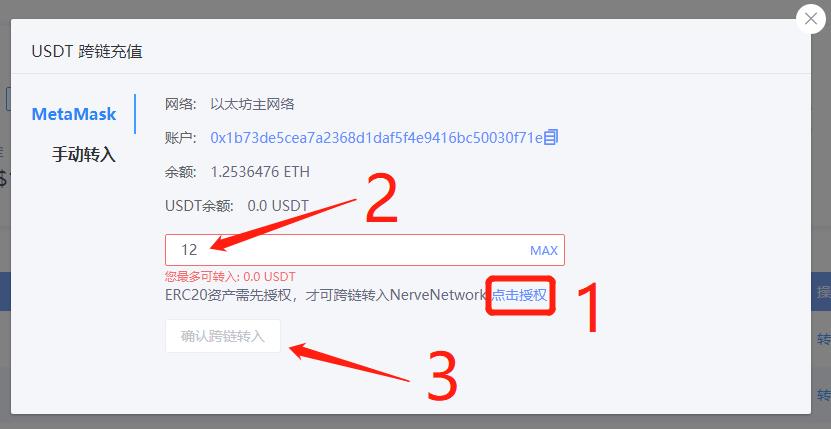 USDT 跨链充值
MetaMask
手动转入
网络: 以太坊主网络
账户: 0x1b73de5cea7a2368d1daf5f4e9416bc50030f71e
余额: 1.2536476 ETH
USDT余额: 0.0 USDT
2
12 MAX
您最多可转入: 0.0 USDT
ERC20资产需先授权，才可跨链转入NerveNetwork 点击授权
1
确认跨链转入
3
转
转